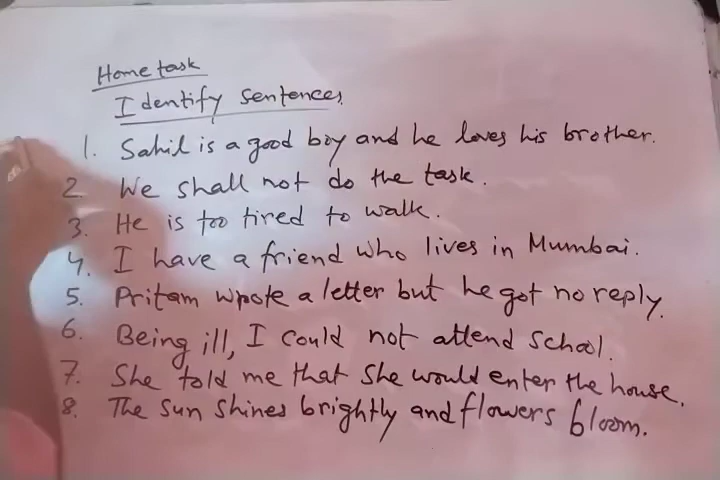 Home task
Identify sentences.
1. Sahil is a good boy and he loves his brother.
2. We shall not do the task.
3. He is too tired to walk.
4. I have a friend who lives in Mumbai.
5. Pritam wrote a letter but he got no reply.
6. Being ill, I could not attend school.
7. She told me that she would enter the house.
8. The sun shines brightly and flowers bloom.